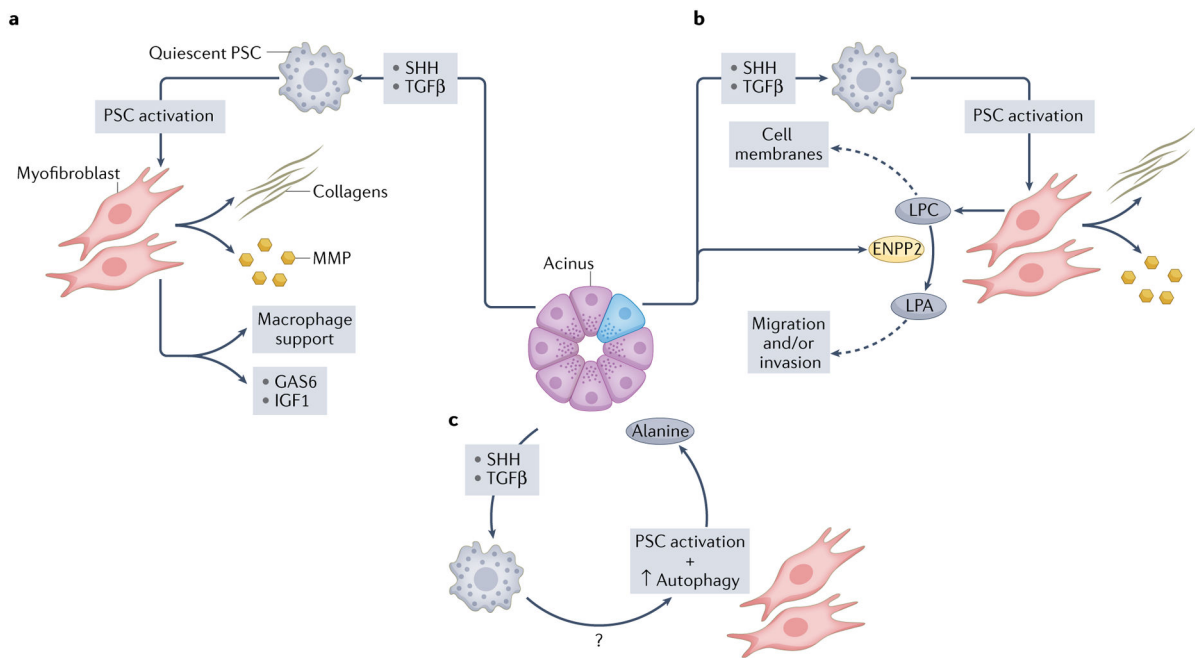 a
Quiescent PSC
• SHH
• TGFβ
PSC activation
Myofibroblast
Collagens
MMP
Macrophage
support
• GAS6
• IGF1
Acinus
b
• SHH
• TGFβ
PSC activation
Cell
membranes
LPC
ENPP2
LPA
Migration
and/or
invasion
c
Alanine
• SHH
• TGFβ
PSC activation
+
↑ Autophagy
?